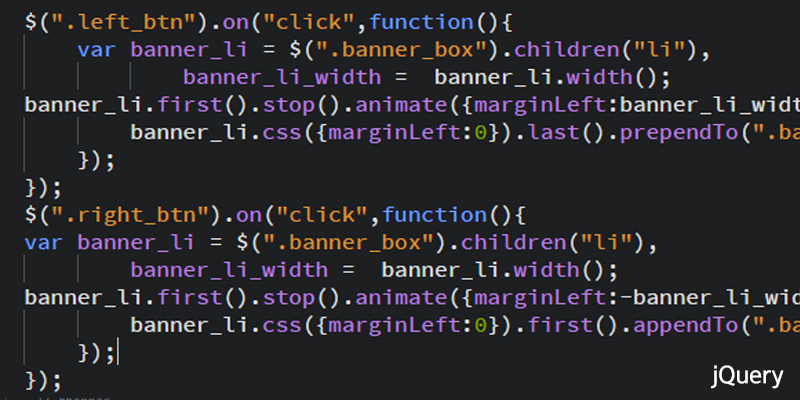 $(".left_btn").on("click",function(){
var banner_li = $(".banner_box").children("li"),
banner_li_width =  banner_li.width();
banner_li.first().stop().animate({marginLeft:banner_li_widt
banner_li.css({marginLeft:0}).last().prependTo(".ba
});
});
$(".right_btn").on("click",function(){
var banner_li = $(".banner_box").children("li"),
banner_li_width =  banner_li.width();
banner_li.first().stop().animate({marginLeft:-banner_li_wid
banner_li.css({marginLeft:0}).first().appendTo(".ba
});
});
jQuery